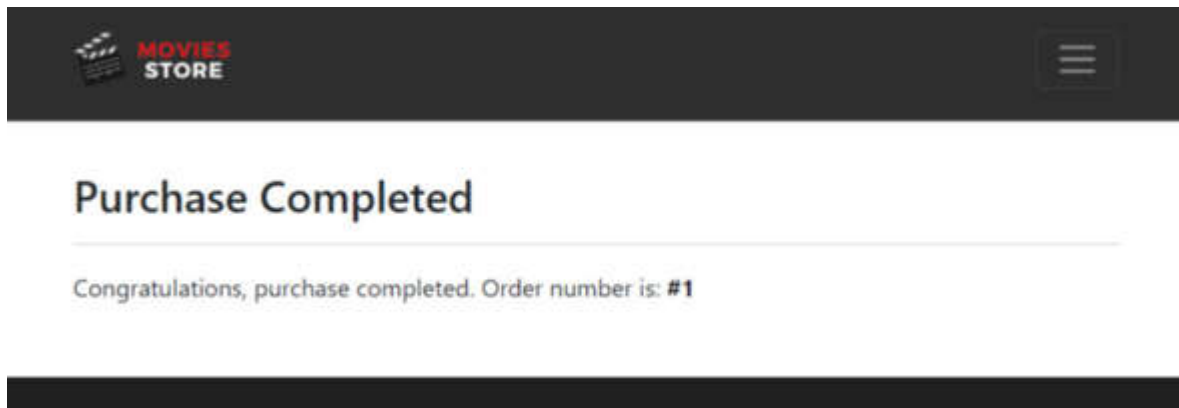 MOVIES
STORE
Purchase Completed
Congratulations, purchase completed. Order number is: #1